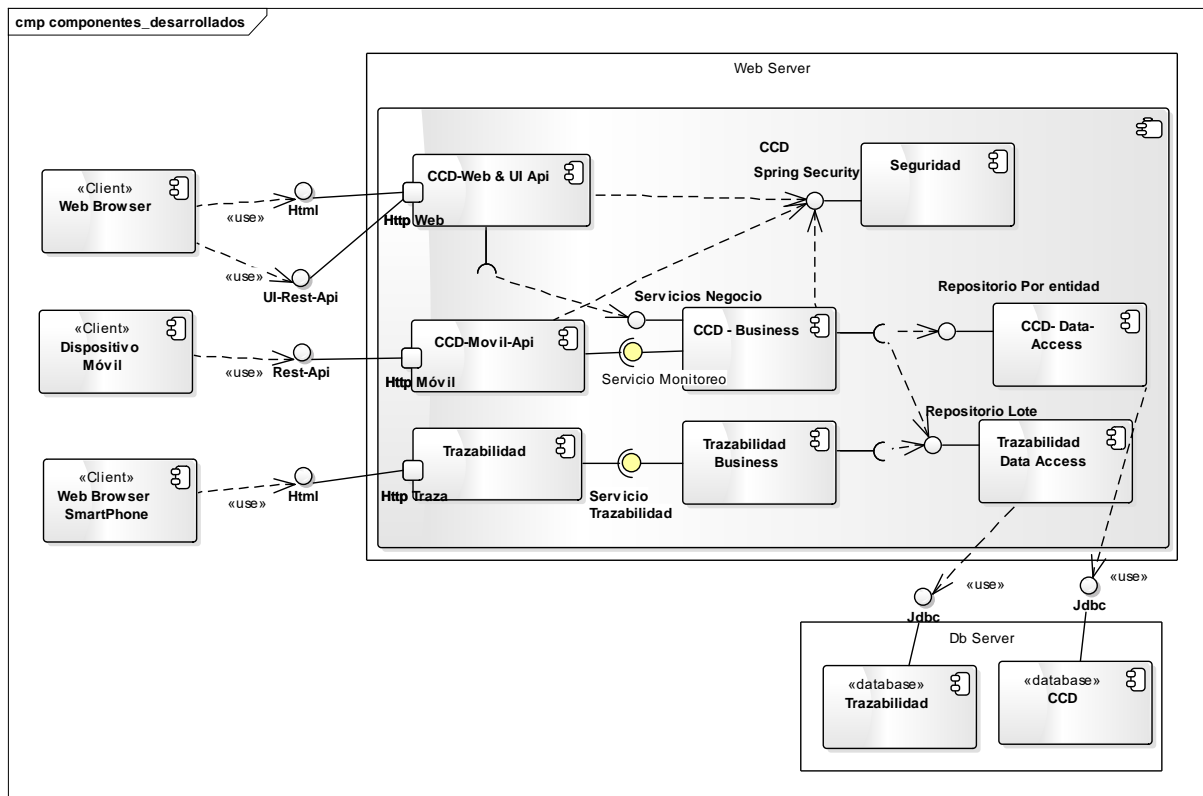 cmp componentes_desarrollados
Web Server
CCD
«Client»
Web Browser
«use»
Html
«use»
UI-Rest-Api
Http Web
CCD-Web & UI Api
Spring Security
Seguridad
«Client»
Dispositivo
Móvil
«use»
Rest-Api
Http Móvil
CCD-Movil-Api
Servicios Negocio
Servicio Monitoreo
CCD - Business
Repositorio Por entidad
CCD- Data-
Access
«Client»
Web Browser
SmartPhone
«use»
Html
Http Traza
Trazabilidad
Servicio
Trazabilidad
Trazabilidad
Business
Repositorio Lote
Trazabilidad
Data Access
«use»
Jdbc
«use»
Jdbc
Db Server
«database»
Trazabilidad
«database»
CCD